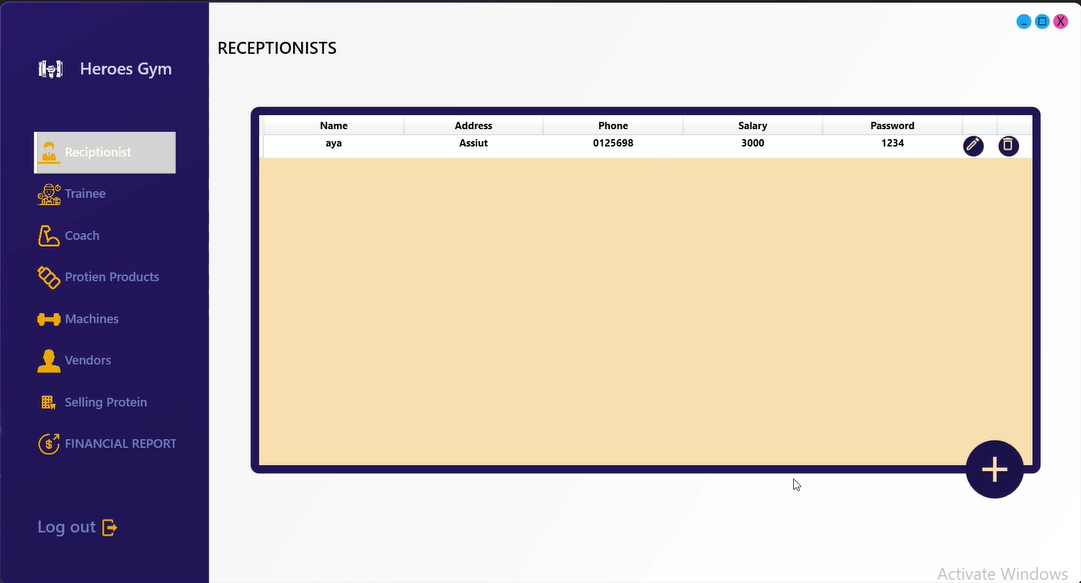 Heroes Gym
Reciptionist
Trainee
Coach
Protien Products
Machines
Vendors
Selling Protein
FINANCIAL REPORT
Log out
_ X
RECEPTIONISTS
Name Address Phone Salary Password
aya Assiut 0125698 3000 1234
+
Activate Windows